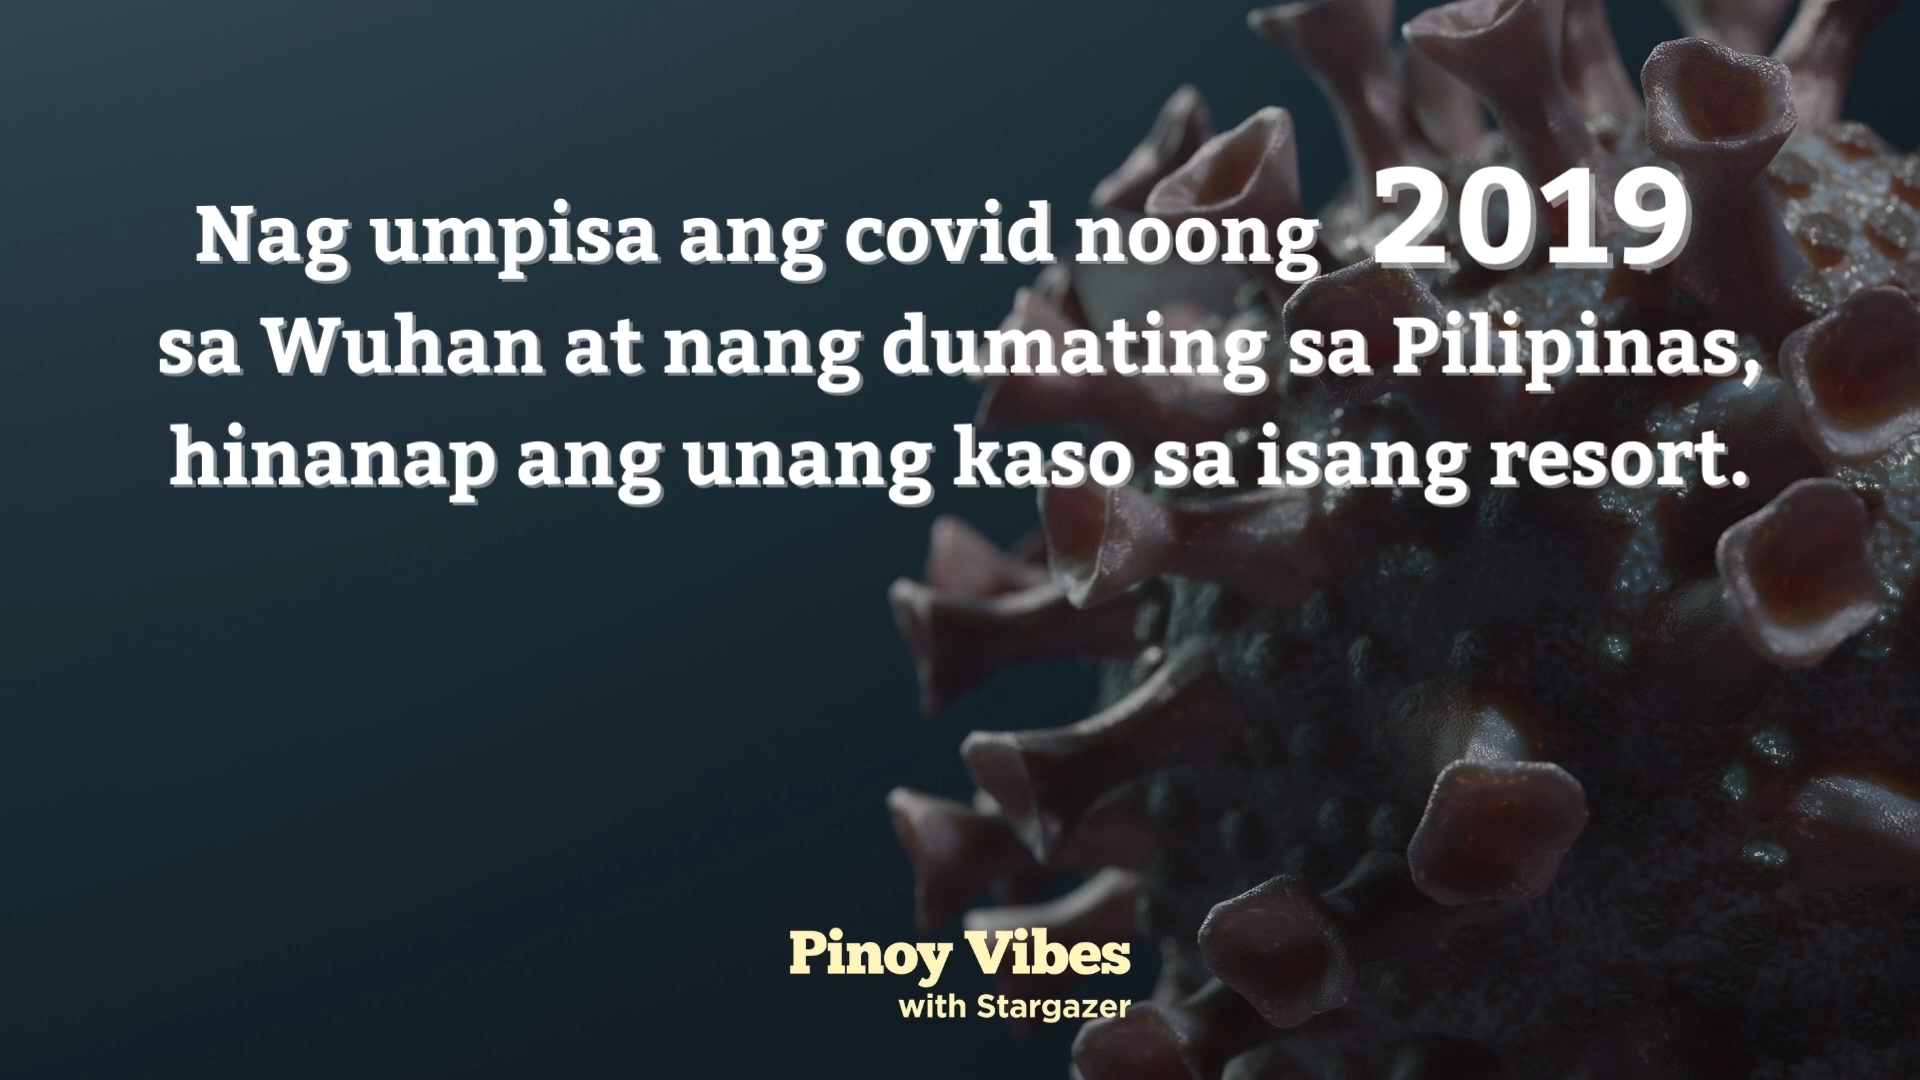 Nag umpisa ang covid noong 2019
sa Wuhan at nang dumating sa Pilipinas,
hinanap ang unang kaso sa isang resort.
Pinoy Vibes
with Stargazer